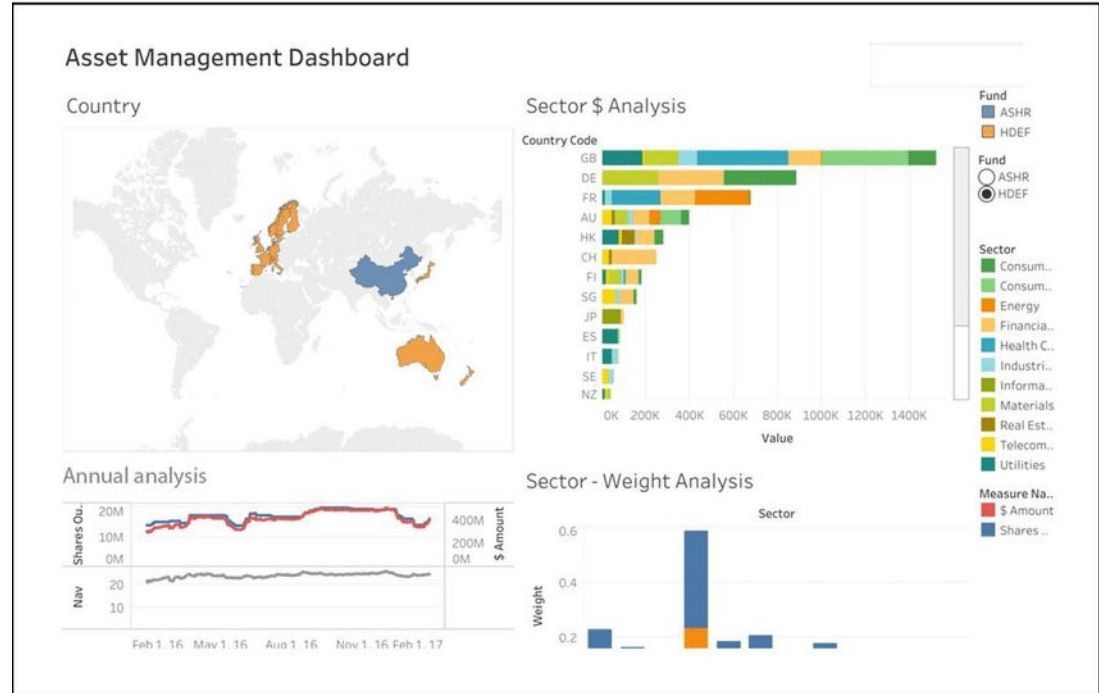 Asset Management Dashboard
Country
Sector $ Analysis
Country Code
GB
DE
FR
AU
HK
CH
FI
SG
JP
ES
IT
SE
NZ
0K 200K 400K 600K 800K 1000K 1200K 1400K
Value
Fund
ASHR
HDEF
Fund
ASHR
HDEF
Sector
Consum..
Consum..
Energy
Financia..
Health C..
Industri..
Informa..
Materials
Real Est..
Telecom..
Utilities
Measure Na..
$ Amount
Shares ..
Annual analysis
Shares Ou.
20M
10M
0M
400M
200M
0M
$ Amount
Nav
20
10
Feb 1, 16 May 1, 16 Aug 1, 16 Nov 1, 16 Feb 1, 17
Sector - Weight Analysis
Sector
Weight
0.6
0.4
0.2